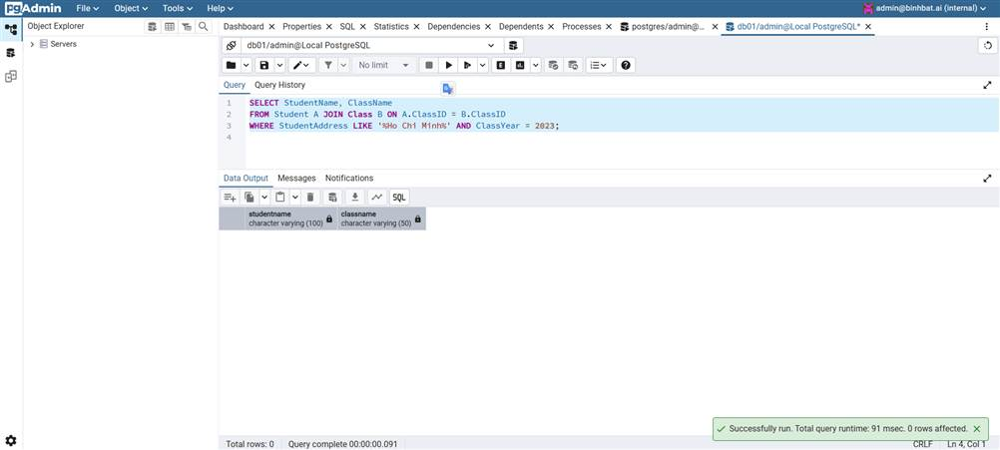 pgAdmin File Object Tools Help admin@binhbat.ai (internal)
Object Explorer Dashboard Properties SQL Statistics Dependencies Dependents Processes postgres/admin@... db01/admin@Local PostgreSQL*
Servers
db01/admin@Local PostgreSQL
No limit
Query Query History
1 SELECT StudentName, ClassName
2 FROM Student A JOIN Class B ON A.ClassID = B.ClassID
3 WHERE StudentAddress LIKE '%Ho Chi Minh%' AND ClassYear = 2023;
4
Data Output Messages Notifications
SQL
studentname classname
character varying (100) character varying (50)
Successfully run. Total query runtime: 91 msec. 0 rows affected.
Total rows: 0 Query complete 00:00:00.091 CRLF Ln 4, Col 1